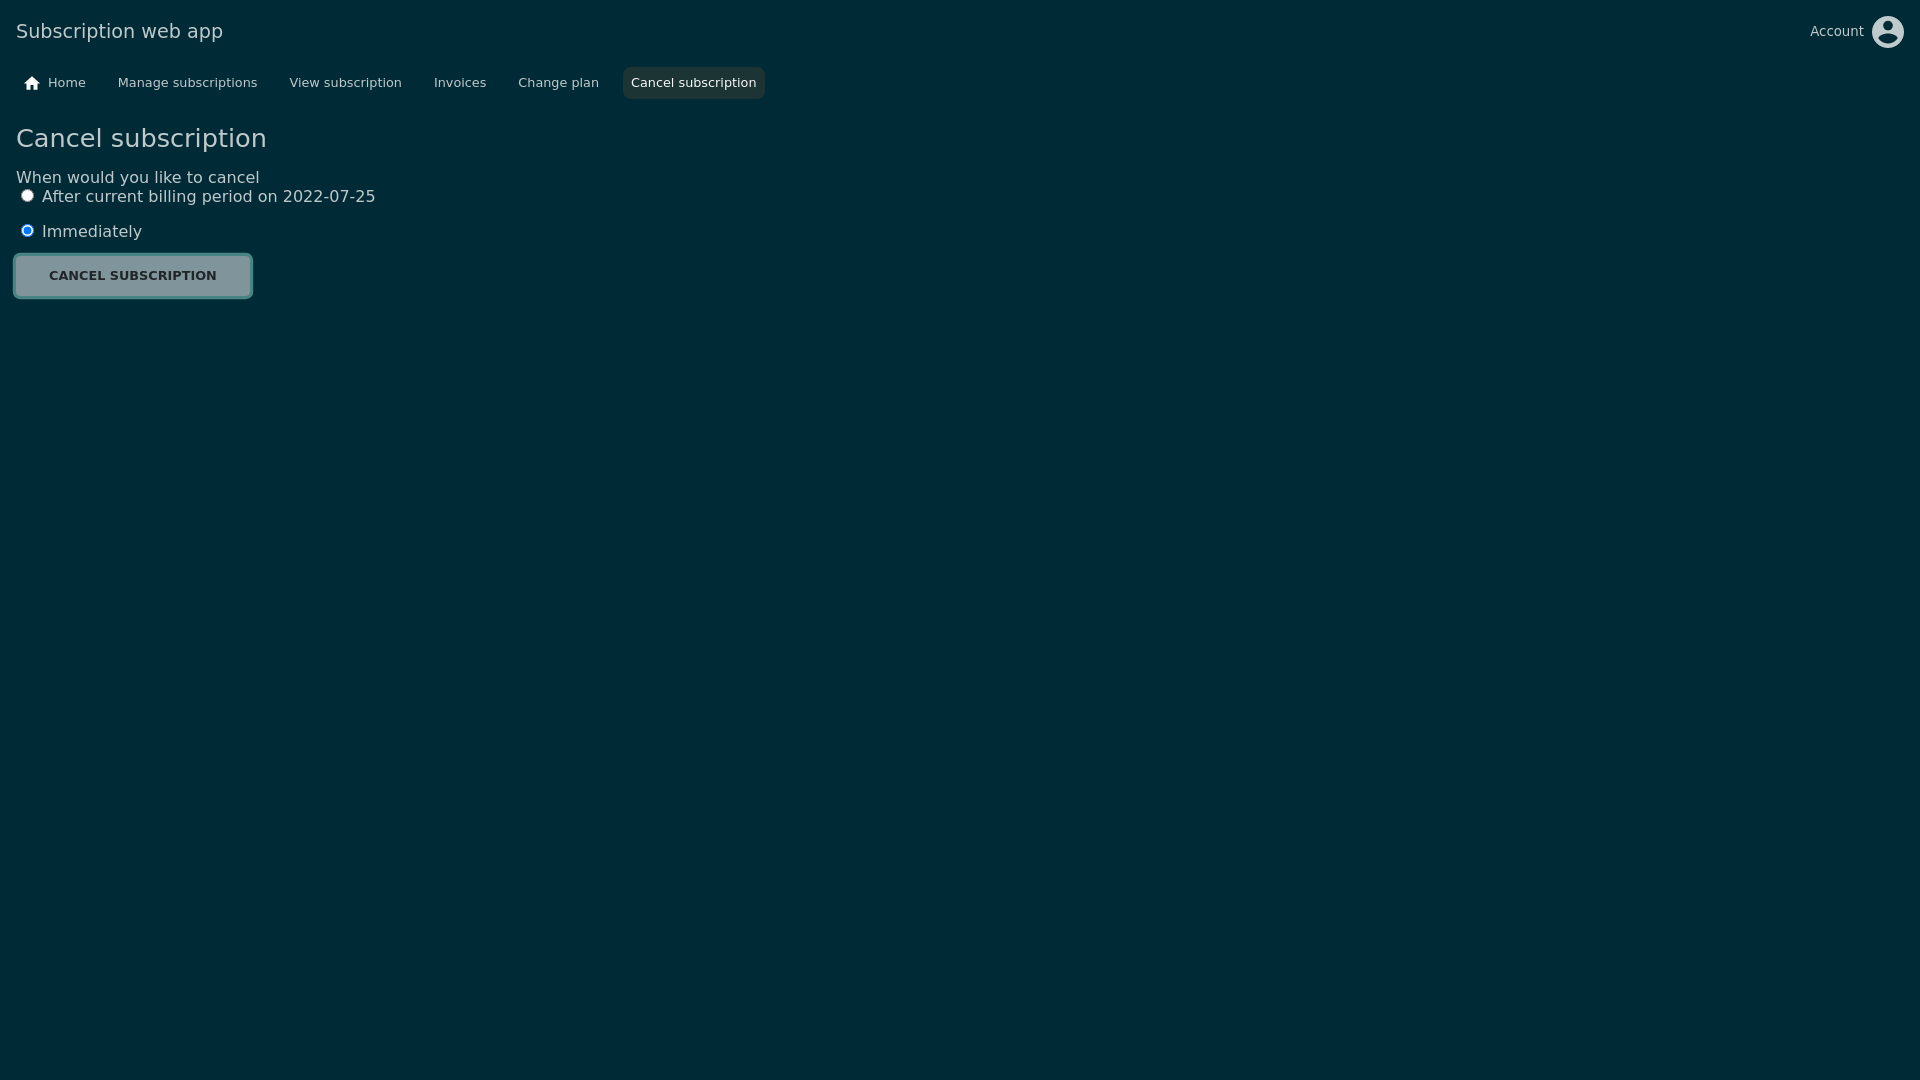 Subscription web app
Account
Home
Manage subscriptions
View subscription
Invoices
Change plan
Cancel subscription
Cancel subscription
When would you like to cancel
After current billing period on 2022-07-25
Immediately
CANCEL SUBSCRIPTION